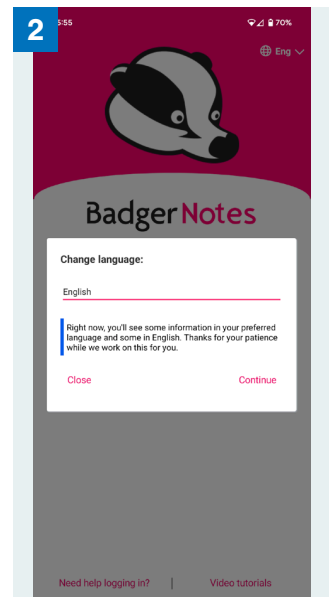 2
5:55
70%
Eng
BadgerNotes
Change language:
English
Right now, you'll see some information in your preferred
language and some in English. Thanks for your patience
while we work on this for you.
Close Continue
Need help logging in? | Video tutorials